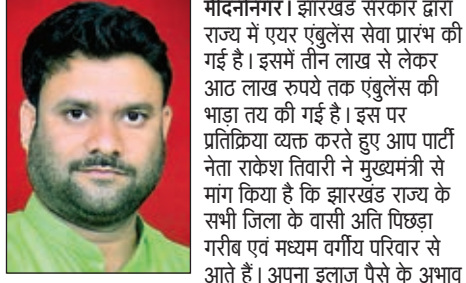 मेदिनीनगर। झारखंड सरकार द्वारा
राज्य में एयर एंबुलेंस सेवा प्रारंभ की
गई है। इसमें तीन लाख से लेकर
आठ लाख रुपये तक एंबुलेंस की
भाड़ा तय की गई है। इस पर
प्रतिक्रिया व्यक्त करते हुए आप पार्टी
नेता राकेश तिवारी ने मुख्यमंत्री से
मांग किया है कि झारखंड राज्य के
सभी जिला के वासी अति पिछड़ा
गरीब एवं मध्यम वर्गीय परिवार से
आते हैं। अपना इलाज पैसे के अभाव